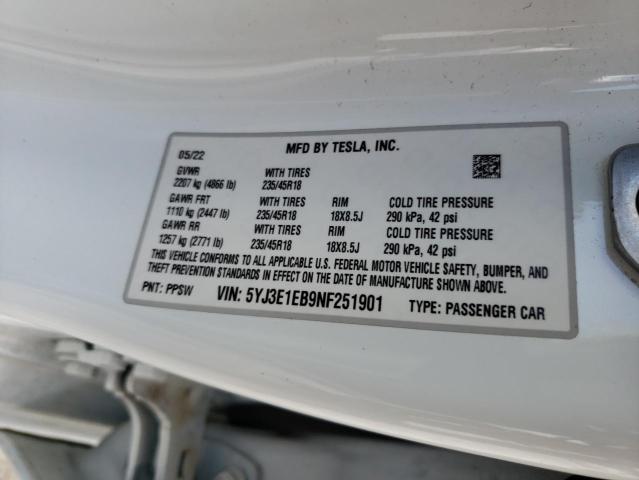 MFD BY TESLA, INC.
05/22
GVWR WITH TIRES
2207 kg (4866 lb) 235/45R18
GAWR FRT WITH TIRES RIM COLD TIRE PRESSURE
1110 kg (2447 lb) 235/45R18 18X8.5J 290 kPa, 42 psi
GAWR RR WITH TIRES RIM COLD TIRE PRESSURE
1257 kg (2771 lb) 235/45R18 18X8.5J 290 kPa, 42 psi
THIS VEHICLE CONFORMS TO ALL APPLICABLE U.S. FEDERAL MOTOR VEHICLE SAFETY, BUMPER, AND
THEFT PREVENTION STANDARDS IN EFFECT ON THE DATE OF MANUFACTURE SHOWN ABOVE.
PNT: PPSW VIN: 5YJ3E1EB9NF251901 TYPE: PASSENGER CAR